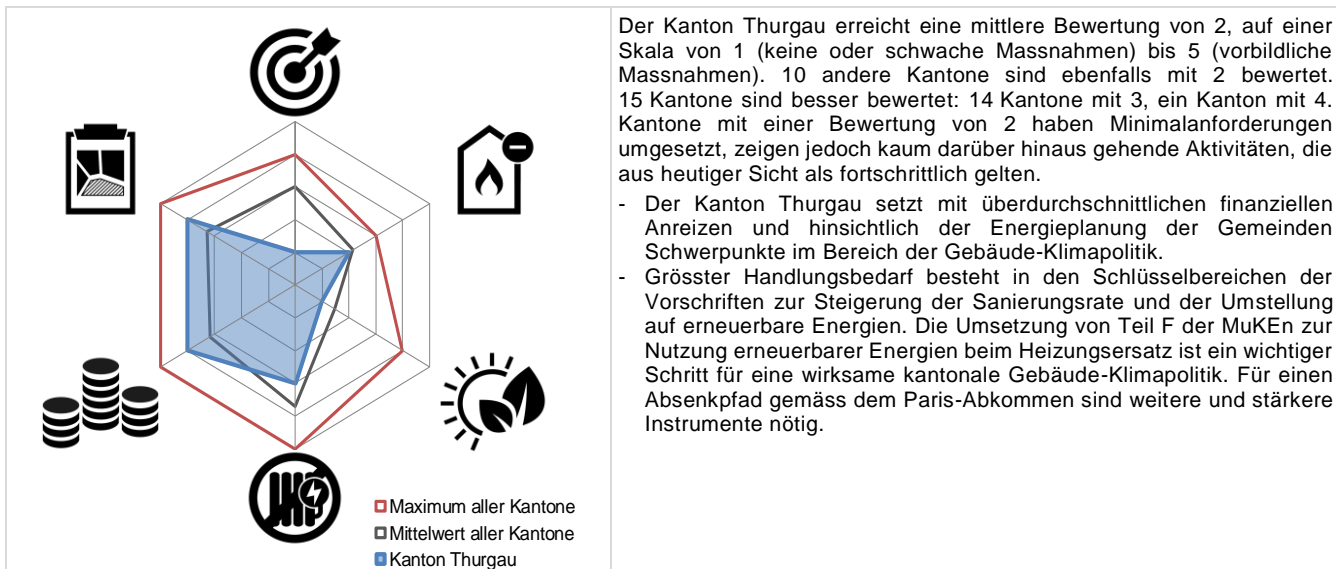 Maximum aller Kantone
Mittelwert aller Kantone
Kanton Thurgau
Der Kanton Thurgau erreicht eine mittlere Bewertung von 2, auf einer
Skala von 1 (keine oder schwache Massnahmen) bis 5 (vorbildliche
Massnahmen). 10 andere Kantone sind ebenfalls mit 2 bewertet.
15 Kantone sind besser bewertet: 14 Kantone mit 3, ein Kanton mit 4.
Kantone mit einer Bewertung von 2 haben Minimalanforderungen
umgesetzt, zeigen jedoch kaum darüber hinaus gehende Aktivitäten, die
aus heutiger Sicht als fortschrittlich gelten.
- Der Kanton Thurgau setzt mit überdurchschnittlichen finanziellen
Anreizen und hinsichtlich der Energieplanung der Gemeinden
Schwerpunkte im Bereich der Gebäude-Klimapolitik.
- Grösster Handlungsbedarf besteht in den Schlüsselbereichen der
Vorschriften zur Steigerung der Sanierungsrate und der Umstellung
auf erneuerbare Energien. Die Umsetzung von Teil F der MuKEn zur
Nutzung erneuerbarer Energien beim Heizungsersatz ist ein wichtiger
Schritt für eine wirksame kantonale Gebäude-Klimapolitik. Für einen
Absenkpfad gemäss dem Paris-Abkommen sind weitere und stärkere
Instrumente nötig.